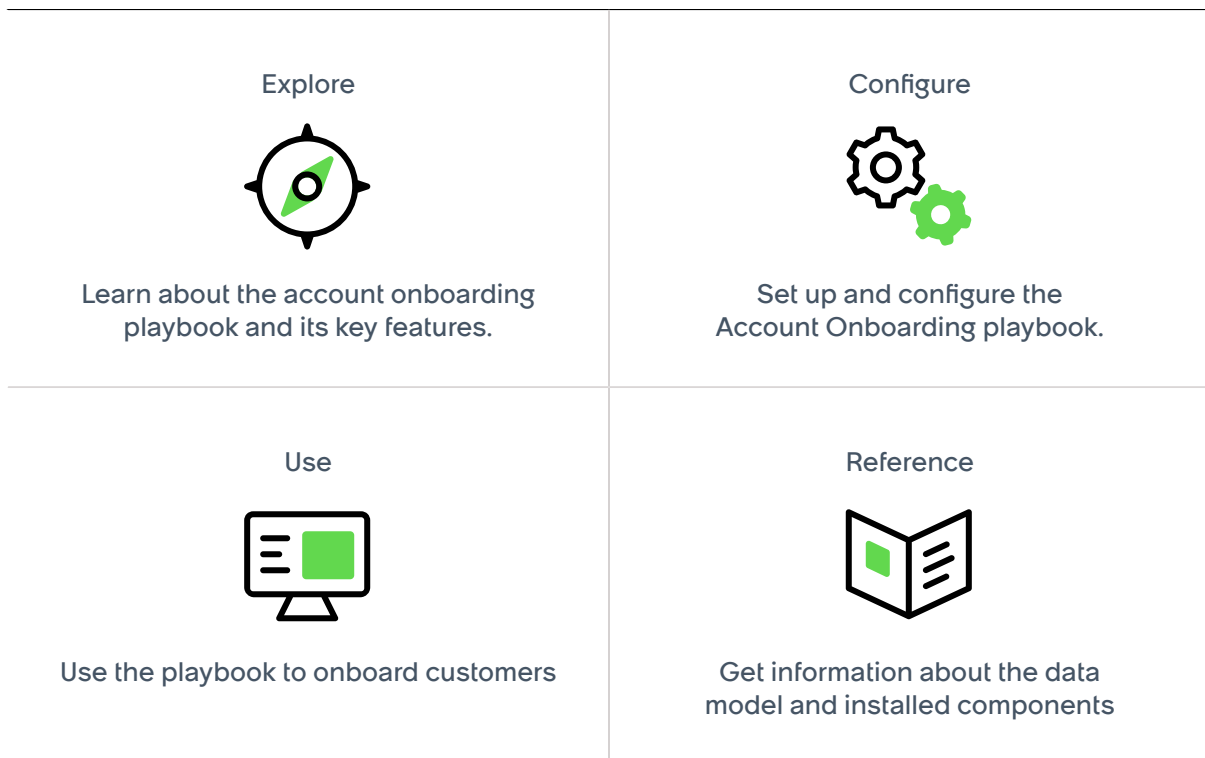 Explore
Learn about the account onboarding
playbook and its key features.
Configure
Set up and configure the
Account Onboarding playbook.
Use
Use the playbook to onboard customers
Reference
Get information about the data
model and installed components